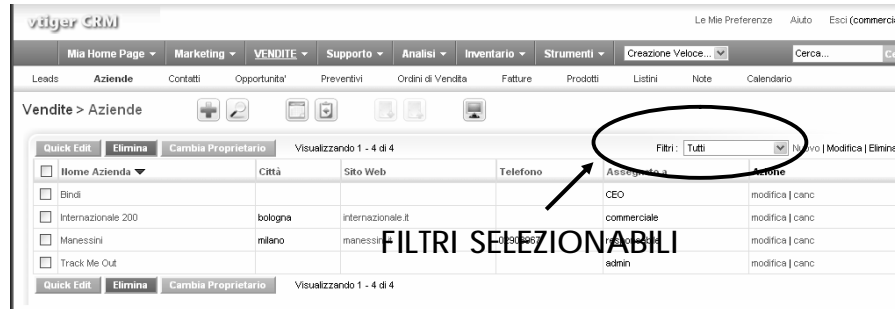 vtiger CRM
Le Mie Preferenze Aiuto Esci (commercia
Mia Home Page Marketing VENDITE Supporto Analisi Inventario Strumenti Creazione Veloce... Cerca...
Leads Aziende Contatti Opportunita' Preventivi Ordini di Vendita Fatture Prodotti Listini Note Calendario
Vendite > Aziende
Quick Edit Elimina Cambia Proprietario Visualizzando 1 - 4 di 4 Filtri : Tutti Nuovo | Modifica | Elimina
Nome Azienda Città Sito Web Telefono Assegnato a Azione
Bindi CEO modifica | canc
Internazionale 200 bologna internazionale.it commerciale modifica | canc
Manessini milano manessini.it responsabile modifica | canc
FILTRI SELEZIONABILI
Track Me Out admin modifica | canc
Quick Edit Elimina Cambia Proprietario Visualizzando 1 - 4 di 4